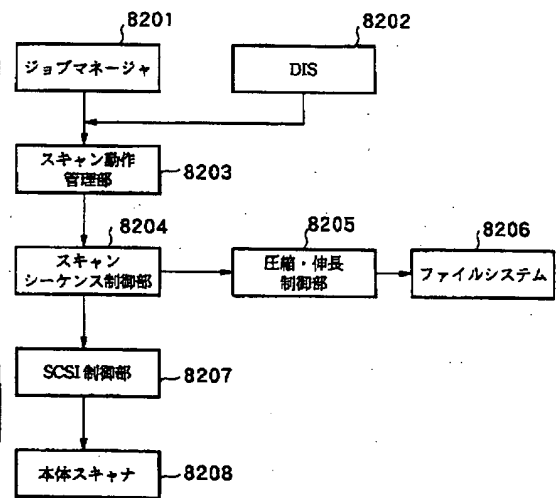 8201
8202
ジョブマネージャ
DIS
スキャン動作
管理部
8203
8204
8205
8206
スキャン
シーケンス制御部
圧縮・伸長
制御部
ファイルシステム
SCSI制御部
8207
本体スキャナ
8208